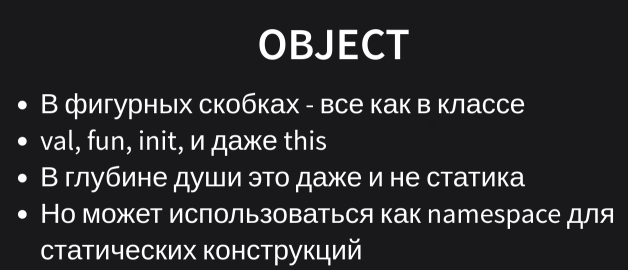 OBJECT
• В фигурных скобках - все как в классе
• val, fun, init, и даже this
• В глубине души это даже и не статика
• Но может использоваться как namespace для
статических конструкций